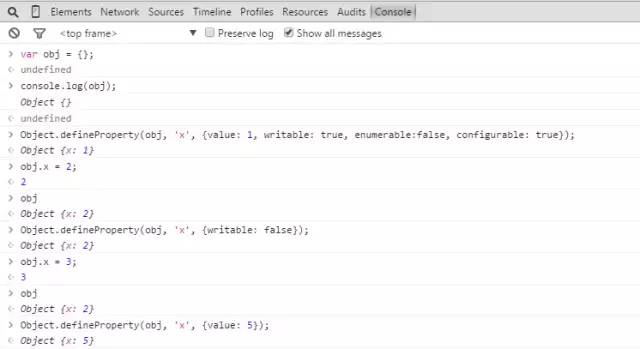 Elements Network Sources Timeline Profiles Resources Audits Console
<top frame> Preserve log Show all messages
> var obj = {};
< undefined
> console.log(obj);
Object {}
< undefined
> Object.defineProperty(obj, 'x', {value: 1, writable: true, enumerable:false, configurable: true});
< Object {x: 1}
> obj.x = 2;
< 2
> obj
< Object {x: 2}
> Object.defineProperty(obj, 'x', {writable: false});
< Object {x: 2}
> obj.x = 3;
< 3
> obj
< Object {x: 2}
> Object.defineProperty(obj, 'x', {value: 5});
< Object {x: 5}